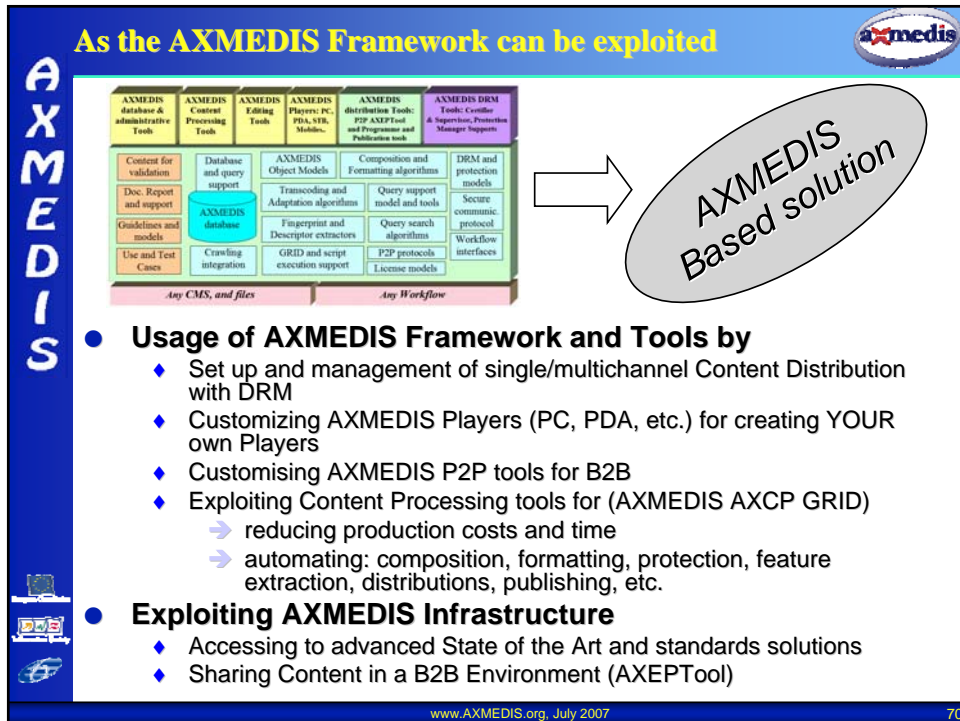 As the AXMEDIS Framework can be exploited
axmedis
AXMEDIS
AXMEDIS
database &
administrative
Tools
AXMEDIS
Content
Processing
Tools
AXMEDIS
Editing
Tools
AXMEDIS
Players: PC,
PDA, STB,
Mobiles..
AXMEDIS
distribution Tools:
P2P AXEPTool
and Programme and
Publication tools
AXMEDIS DRM
Tools: Certifier
& Supervisor, Protection
Manager Supports
Content for
validation
Doc. Report
and support
Guidelines and
models
Use and Test
Cases
Database
and query
support
AXMEDIS
database
Crawling
integration
AXMEDIS
Object Models
Composition and
Formatting algorithms
Transcoding and
Adaptation algorithms
Query support
model and tools
Fingerprint and
Descriptor extractors
Query search
algorithms
GRID and script
execution support
P2P protocols
License models
DRM and
protection
models
Secure
communic.
protocol
Workflow
interfaces
Any CMS, and files
Any Workflow
AXMEDIS
Based solution
Usage of AXMEDIS Framework and Tools by
Set up and management of single/multichannel Content Distribution
with DRM
Customizing AXMEDIS Players (PC, PDA, etc.) for creating YOUR
own Players
Customising AXMEDIS P2P tools for B2B
Exploiting Content Processing tools for (AXMEDIS AXCP GRID)
reducing production costs and time
automating: composition, formatting, protection, feature
extraction, distributions, publishing, etc.
Exploiting AXMEDIS Infrastructure
Accessing to advanced State of the Art and standards solutions
Sharing Content in a B2B Environment (AXEPTool)
www.AXMEDIS.org, July 2007
70